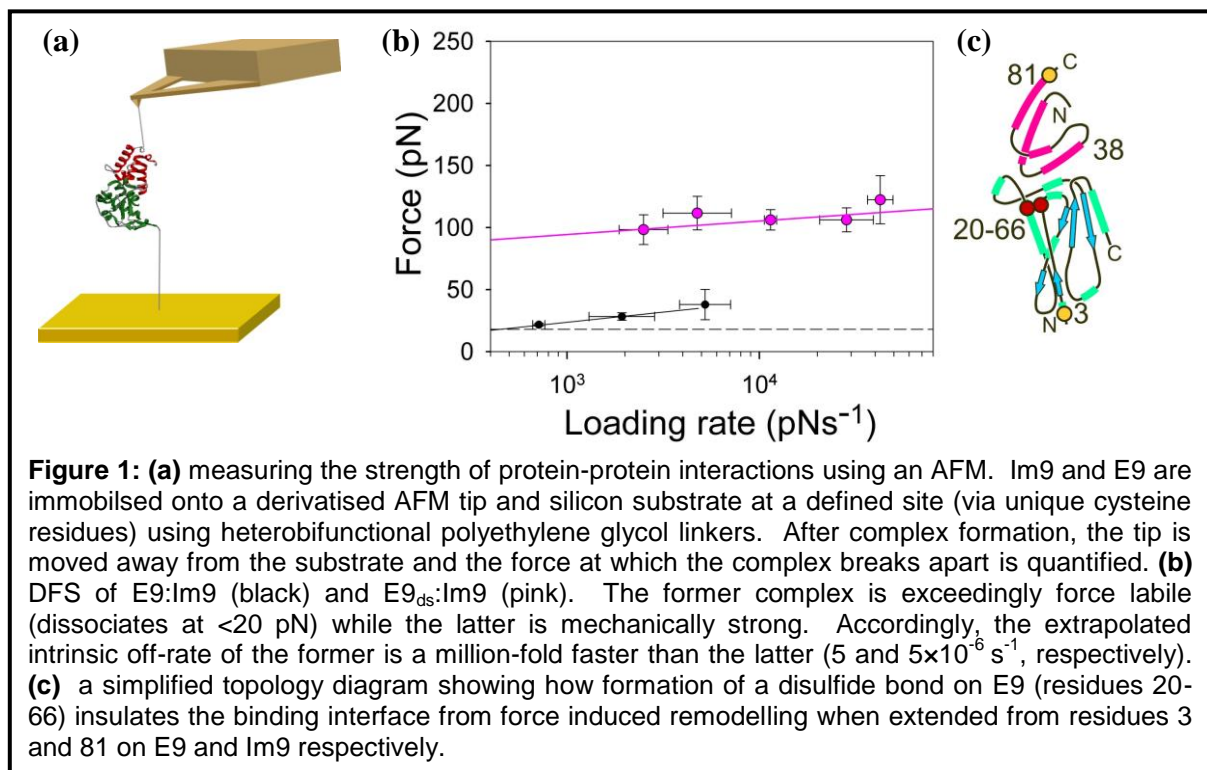 (a)
(b)
(c)
250
200
150
100
50
0
Force (pN)
10³
10⁴
Loading rate (pNs⁻¹)
81
C
N
38
20-66
C
N
3
Figure 1: (a) measuring the strength of protein-protein interactions using an AFM. Im9 and E9 are
immobilsed onto a derivatised AFM tip and silicon substrate at a defined site (via unique cysteine
residues) using heterobifunctional polyethylene glycol linkers. After complex formation, the tip is
moved away from the substrate and the force at which the complex breaks apart is quantified. (b)
DFS of E9:Im9 (black) and E9ds:Im9 (pink). The former complex is exceedingly force labile
(dissociates at <20 pN) while the latter is mechanically strong. Accordingly, the extrapolated
intrinsic off-rate of the former is a million-fold faster than the latter (5 and 5×10⁻⁶ s⁻¹, respectively).
(c) a simplified topology diagram showing how formation of a disulfide bond on E9 (residues 20-
66) insulates the binding interface from force induced remodelling when extended from residues 3
and 81 on E9 and Im9 respectively.